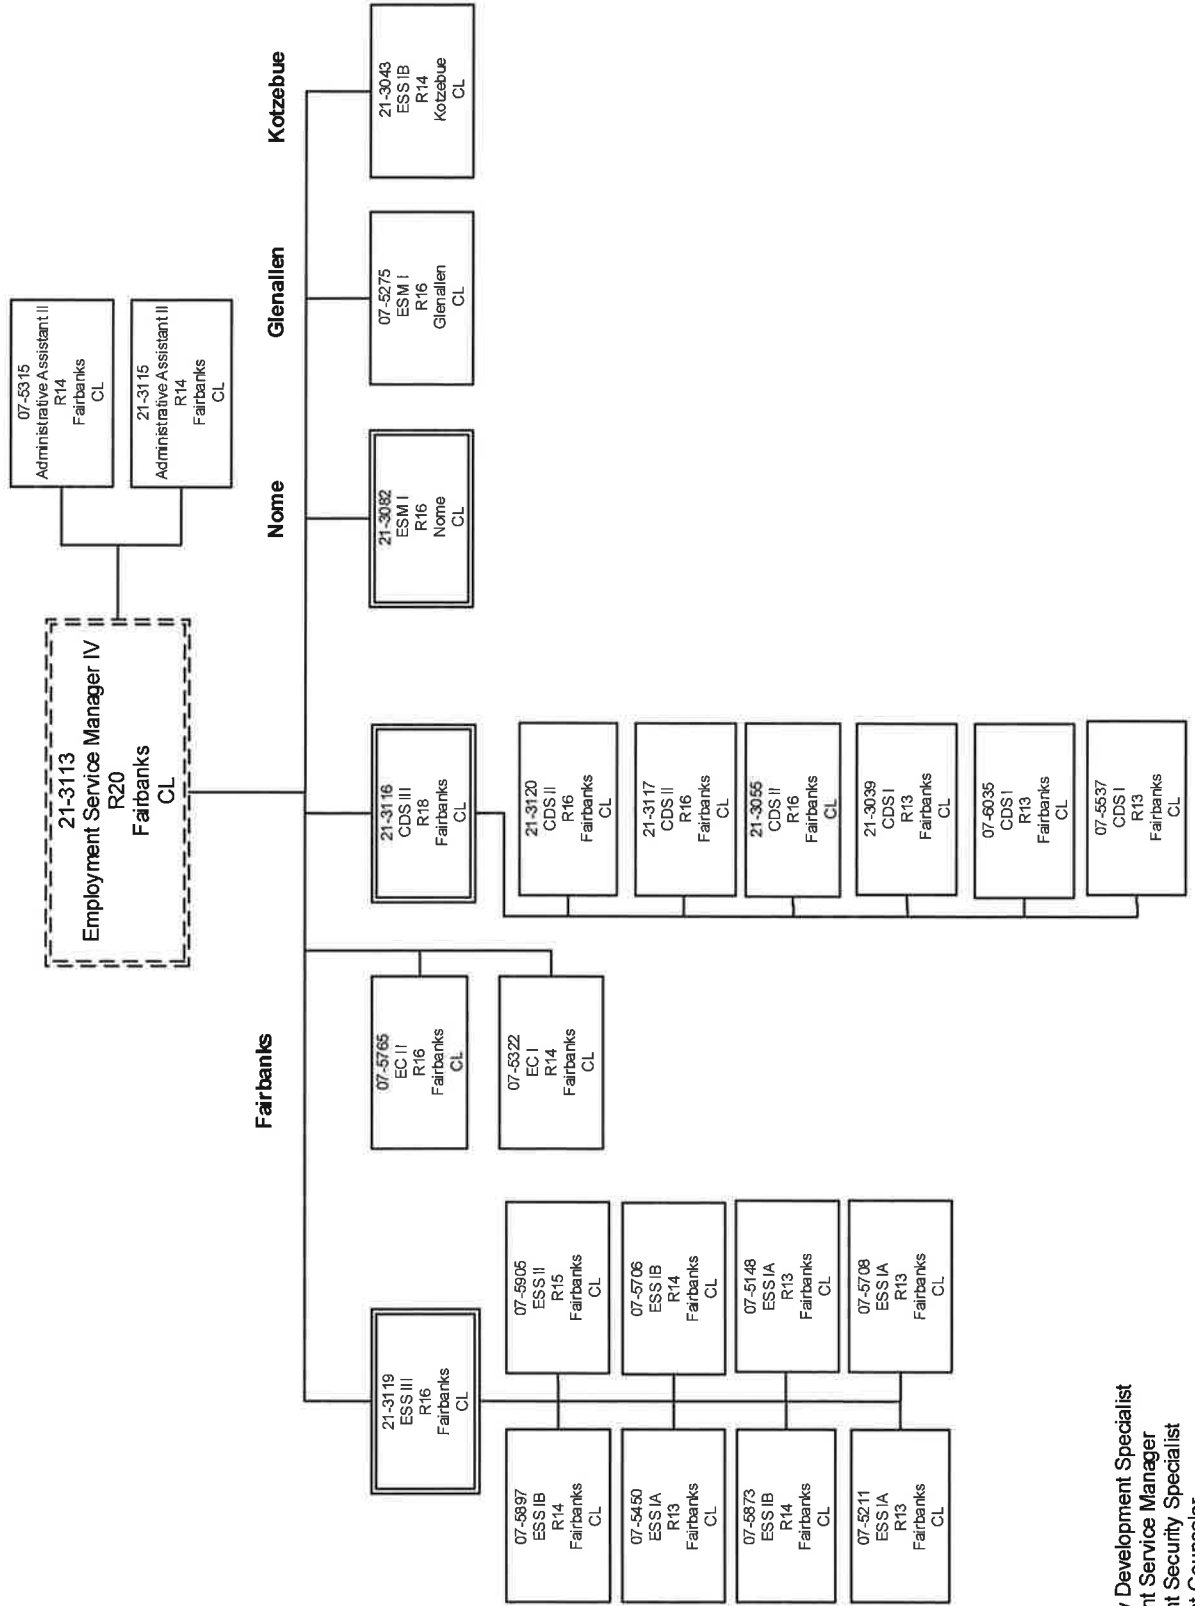 21-3113
Employment Service Manager IV
R20
Fairbanks
CL
07-5315
Administrative Assistant II
R14
Fairbanks
CL
21-3115
Administrative Assistant II
R14
Fairbanks
CL
Fairbanks
Nome
Glenallen
Kotzebue
21-3119
ESS III
R16
Fairbanks
CL
07-5765
EC II
R16
Fairbanks
CL
07-5322
EC I
R14
Fairbanks
CL
21-3116
CDS III
R18
Fairbanks
CL
21-3082
ESM I
R16
Nome
CL
07-5275
ESM I
R16
Glenallen
CL
21-3043
ESS IB
R14
Kotzebue
CL
07-5897
ESS IB
R14
Fairbanks
CL
07-5905
ESS II
R15
Fairbanks
CL
07-5450
ESS IA
R13
Fairbanks
CL
07-5706
ESS IB
R14
Fairbanks
CL
07-5873
ESS IB
R14
Fairbanks
CL
07-5148
ESS IA
R13
Fairbanks
CL
07-5211
ESS IA
R13
Fairbanks
CL
07-5708
ESS IA
R13
Fairbanks
CL
21-3120
CDS II
R16
Fairbanks
CL
21-3117
CDS II
R16
Fairbanks
CL
21-3055
CDS II
R16
Fairbanks
CL
21-3039
CDS I
R13
Fairbanks
CL
07-6035
CDS I
R13
Fairbanks
CL
07-5537
CDS I
R13
Fairbanks
CL
Development Specialist
Service Manager
Security Specialist